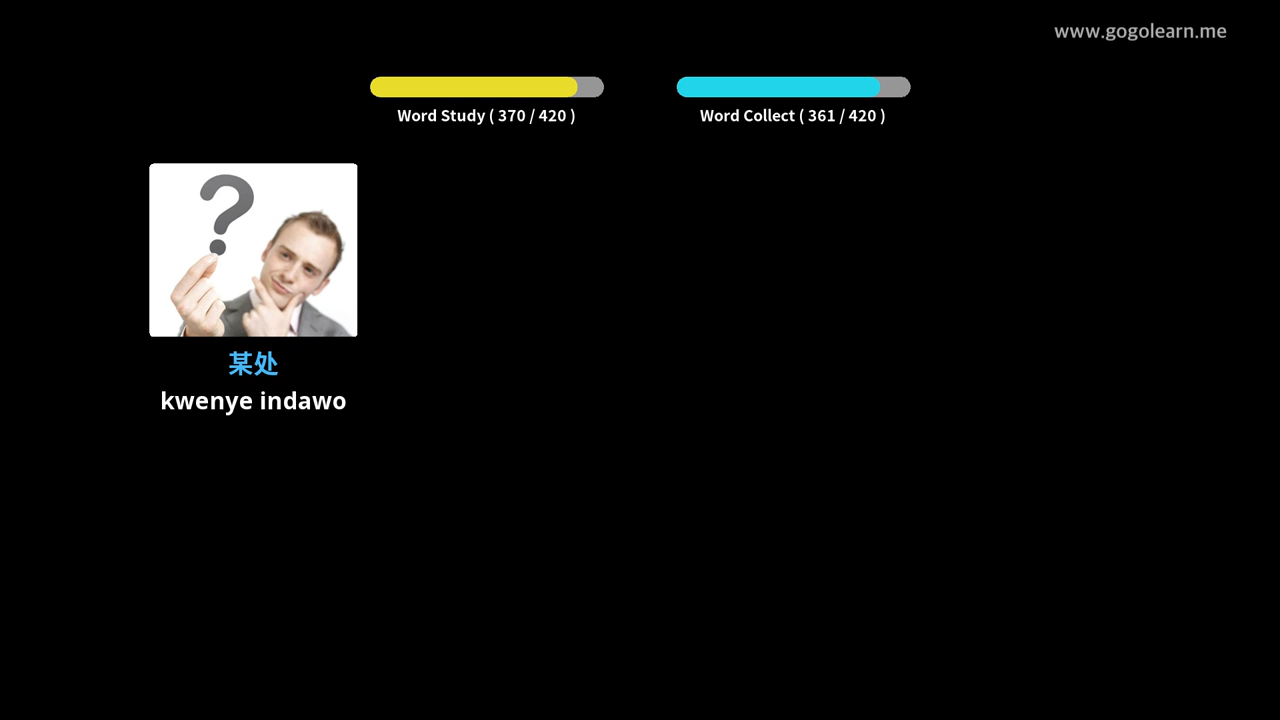 www.gogolearn.me
Word Study ( 370 / 420 )
Word Collect ( 361 / 420 )
?
某处
kwenye indawo